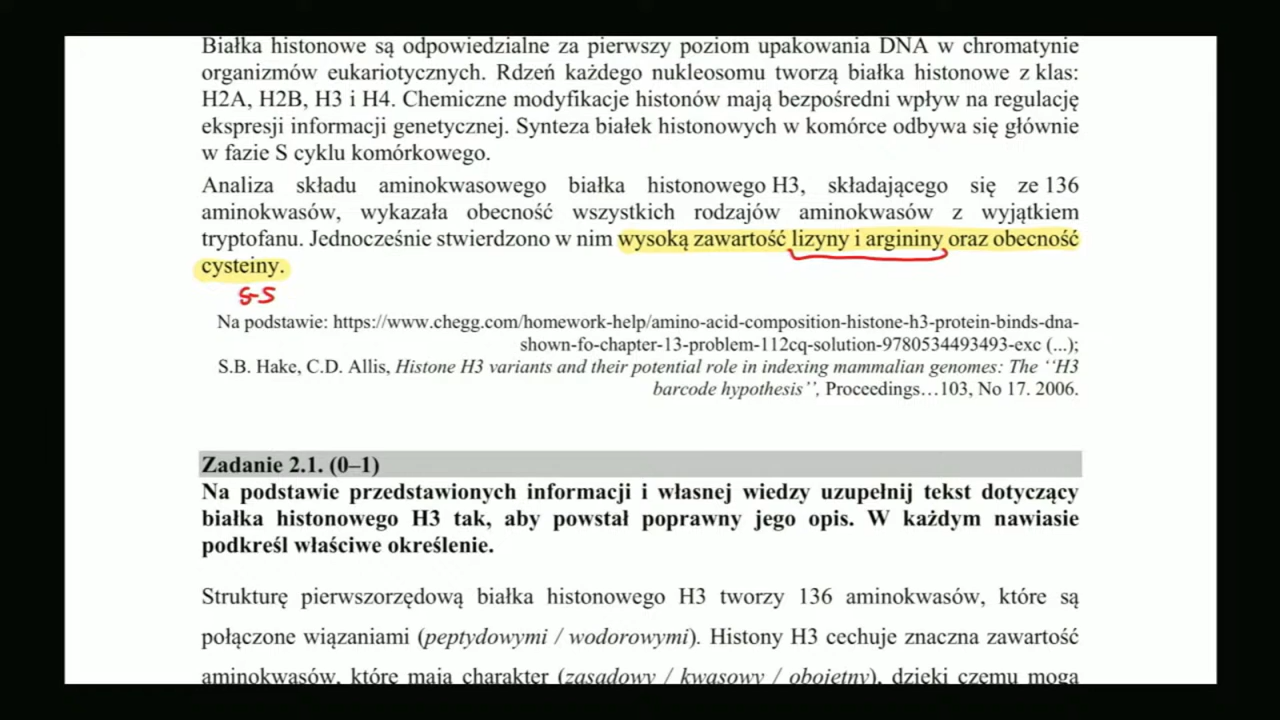 Białka histonowe są odpowiedzialne za pierwszy poziom upakowania DNA w chromatynie
organizmów eukariotycznych. Rdzeń każdego nukleosomu tworzą białka histonowe z klas:
H2A, H2B, H3 i H4. Chemiczne modyfikacje histonów mają bezpośredni wpływ na regulację
ekspresji informacji genetycznej. Synteza białek histonowych w komórce odbywa się głównie
w fazie S cyklu komórkowego.
Analiza składu aminokwasowego białka histonowego H3, składającego się ze 136
aminokwasów, wykazała obecność wszystkich rodzajów aminokwasów z wyjątkiem
tryptofanu. Jednocześnie stwierdzono w nim wysoką zawartość lizyny i argininy oraz obecność
cysteiny.
S-S
Na podstawie: https://www.chegg.com/homework-help/amino-acid-composition-histone-h3-protein-binds-dna-
shown-fo-chapter-13-problem-112cq-solution-9780534493493-exc (...);
S.B. Hake, C.D. Allis, Histone H3 variants and their potential role in indexing mammalian genomes: The ‘‘H3
barcode hypothesis’’, Proceedings…103, No 17. 2006.
Zadanie 2.1. (0–1)
Na podstawie przedstawionych informacji i własnej wiedzy uzupełnij tekst dotyczący
białka histonowego H3 tak, aby powstał poprawny jego opis. W każdym nawiasie
podkreśl właściwe określenie.
Strukturę pierwszorzędową białka histonowego H3 tworzy 136 aminokwasów, które są
połączone wiązaniami (peptydowymi / wodorowymi). Histony H3 cechuje znaczna zawartość
aminokwasów, które mają charakter (zasadowy / kwasowy / obojętny), dzięki czemu mogą